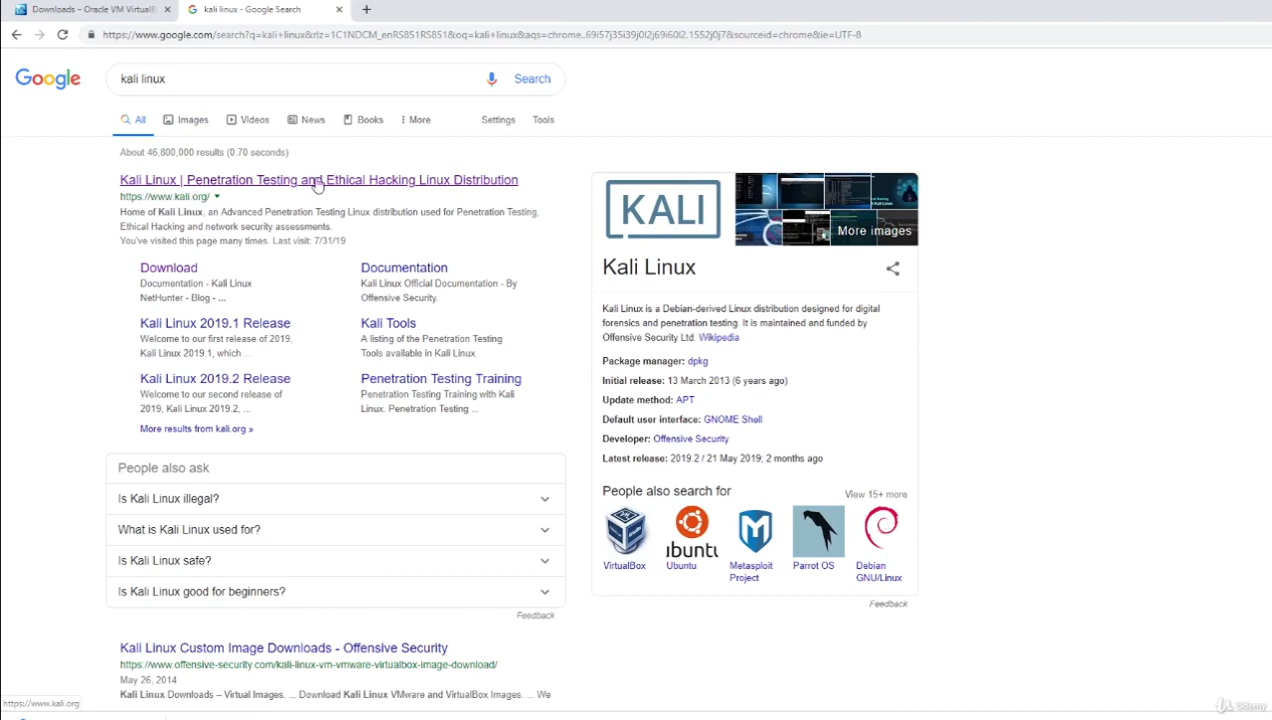 Downloads – Oracle VM VirtualB
kali linux - Google Search
https://www.google.com/search?q=kali+linux&rlz=1C1NDCM_enRS851RS851&oq=kali+linux&aqs=chrome..69i57j35i39j0l2j69i60l2.1552j0j7&sourceid=chrome&ie=UTF-8
Google
kali linux
Search
All
Images
Videos
News
Books
More
Settings
Tools
About 46,800,000 results (0.70 seconds)
Kali Linux | Penetration Testing and Ethical Hacking Linux Distribution
https://www.kali.org/
Home of Kali Linux, an Advanced Penetration Testing Linux distribution used for Penetration Testing,
Ethical Hacking and network security assessments.
You've visited this page many times. Last visit: 7/31/19
Download
Documentation - Kali Linux
NetHunter - Blog - ...
Documentation
Kali Linux Official Documentation - By
Offensive Security.
Kali Linux 2019.1 Release
Welcome to our first release of 2019,
Kali Linux 2019.1, which ...
Kali Tools
A listing of the Penetration Testing
Tools available in Kali Linux.
Kali Linux 2019.2 Release
Welcome to our second release of
2019, Kali Linux 2019.2, ...
Penetration Testing Training
Penetration Testing Training with Kali
Linux. Penetration Testing ...
More results from kali.org »
People also ask
Is Kali Linux illegal?
What is Kali Linux used for?
Is Kali Linux safe?
Is Kali Linux good for beginners?
Feedback
Kali Linux Custom Image Downloads - Offensive Security
https://www.offensive-security.com/kali-linux-vm-vmware-virtualbox-image-download/
May 26, 2014
Kali Linux Downloads – Virtual Images. ... Download Kali Linux VMware and VirtualBox Images. ... We
KALI
More images
Kali Linux
Kali Linux is a Debian-derived Linux distribution designed for digital
forensics and penetration testing. It is maintained and funded by
Offensive Security Ltd. Wikipedia
Package manager: dpkg
Initial release: 13 March 2013 (6 years ago)
Update method: APT
Default user interface: GNOME Shell
Developer: Offensive Security
Latest release: 2019.2 / 21 May 2019; 2 months ago
People also search for
View 15+ more
ubuntu
VirtualBox
Ubuntu
Metasploit
Project
Parrot OS
Debian
GNU/Linux
Feedback
https://www.kali.org
Udemy